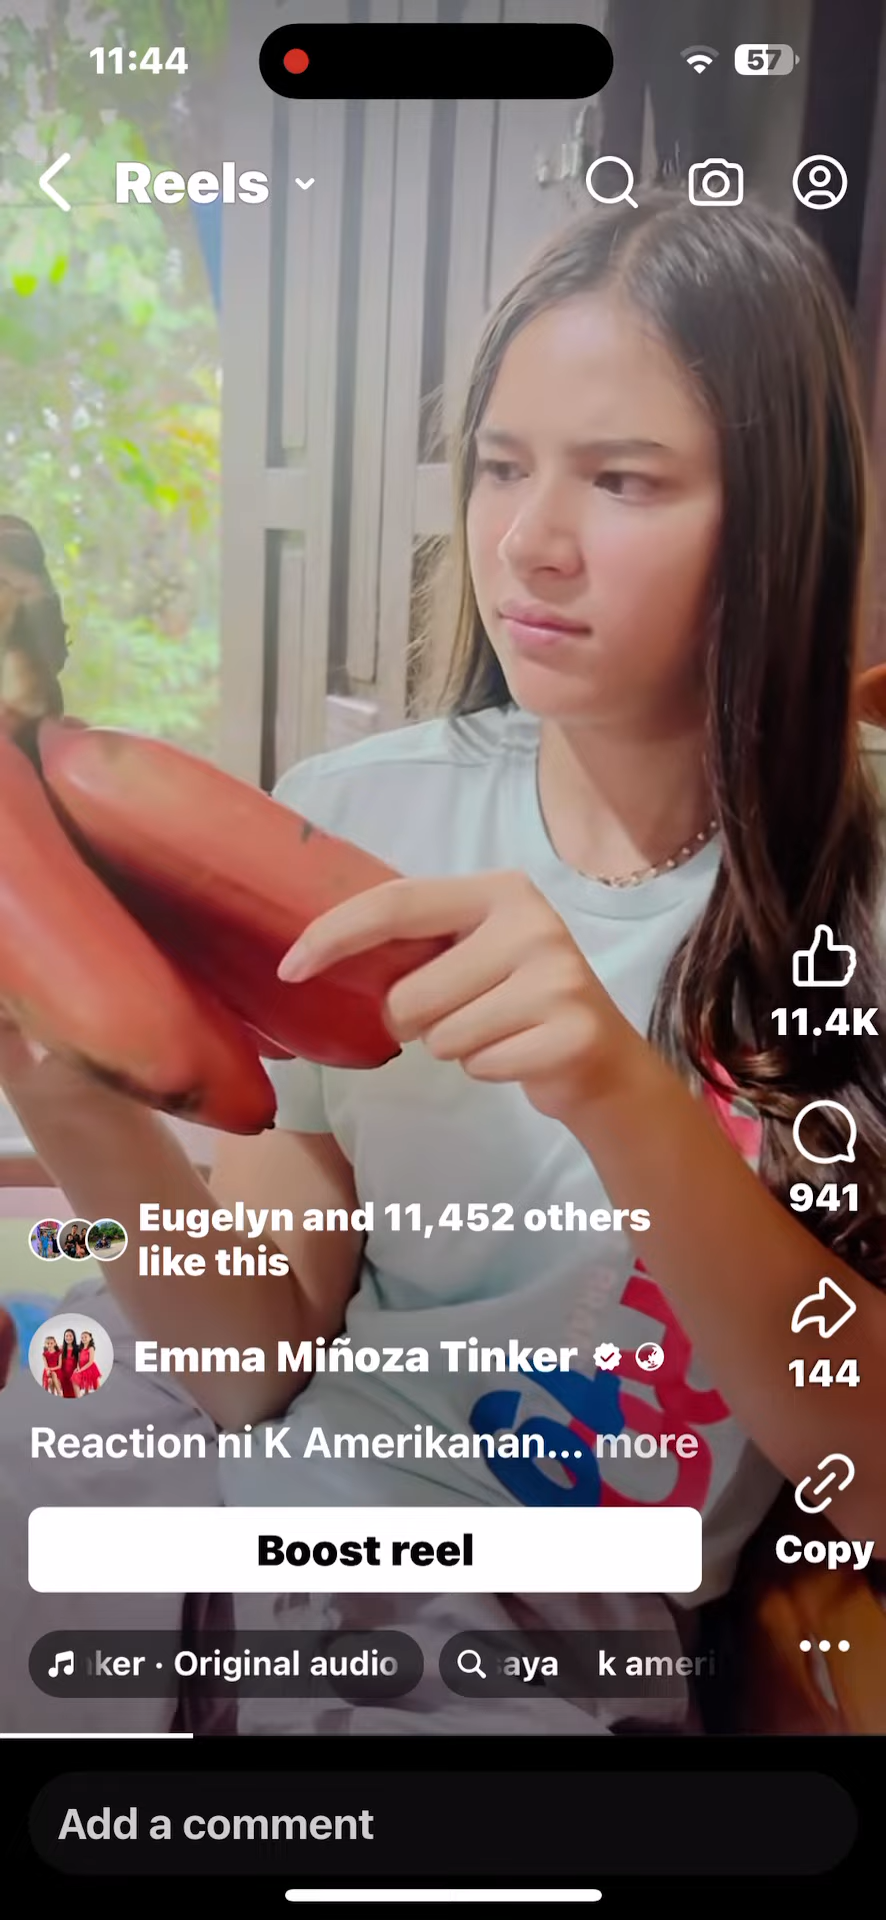 11:44
57
Reels
11.4K
941
144
Copy
Eugelyn and 11,452 others
like this
Emma Miñoza Tinker
Reaction ni K Amerikanan... more
Boost reel
ker · Original audio
aya k ameri
Add a comment